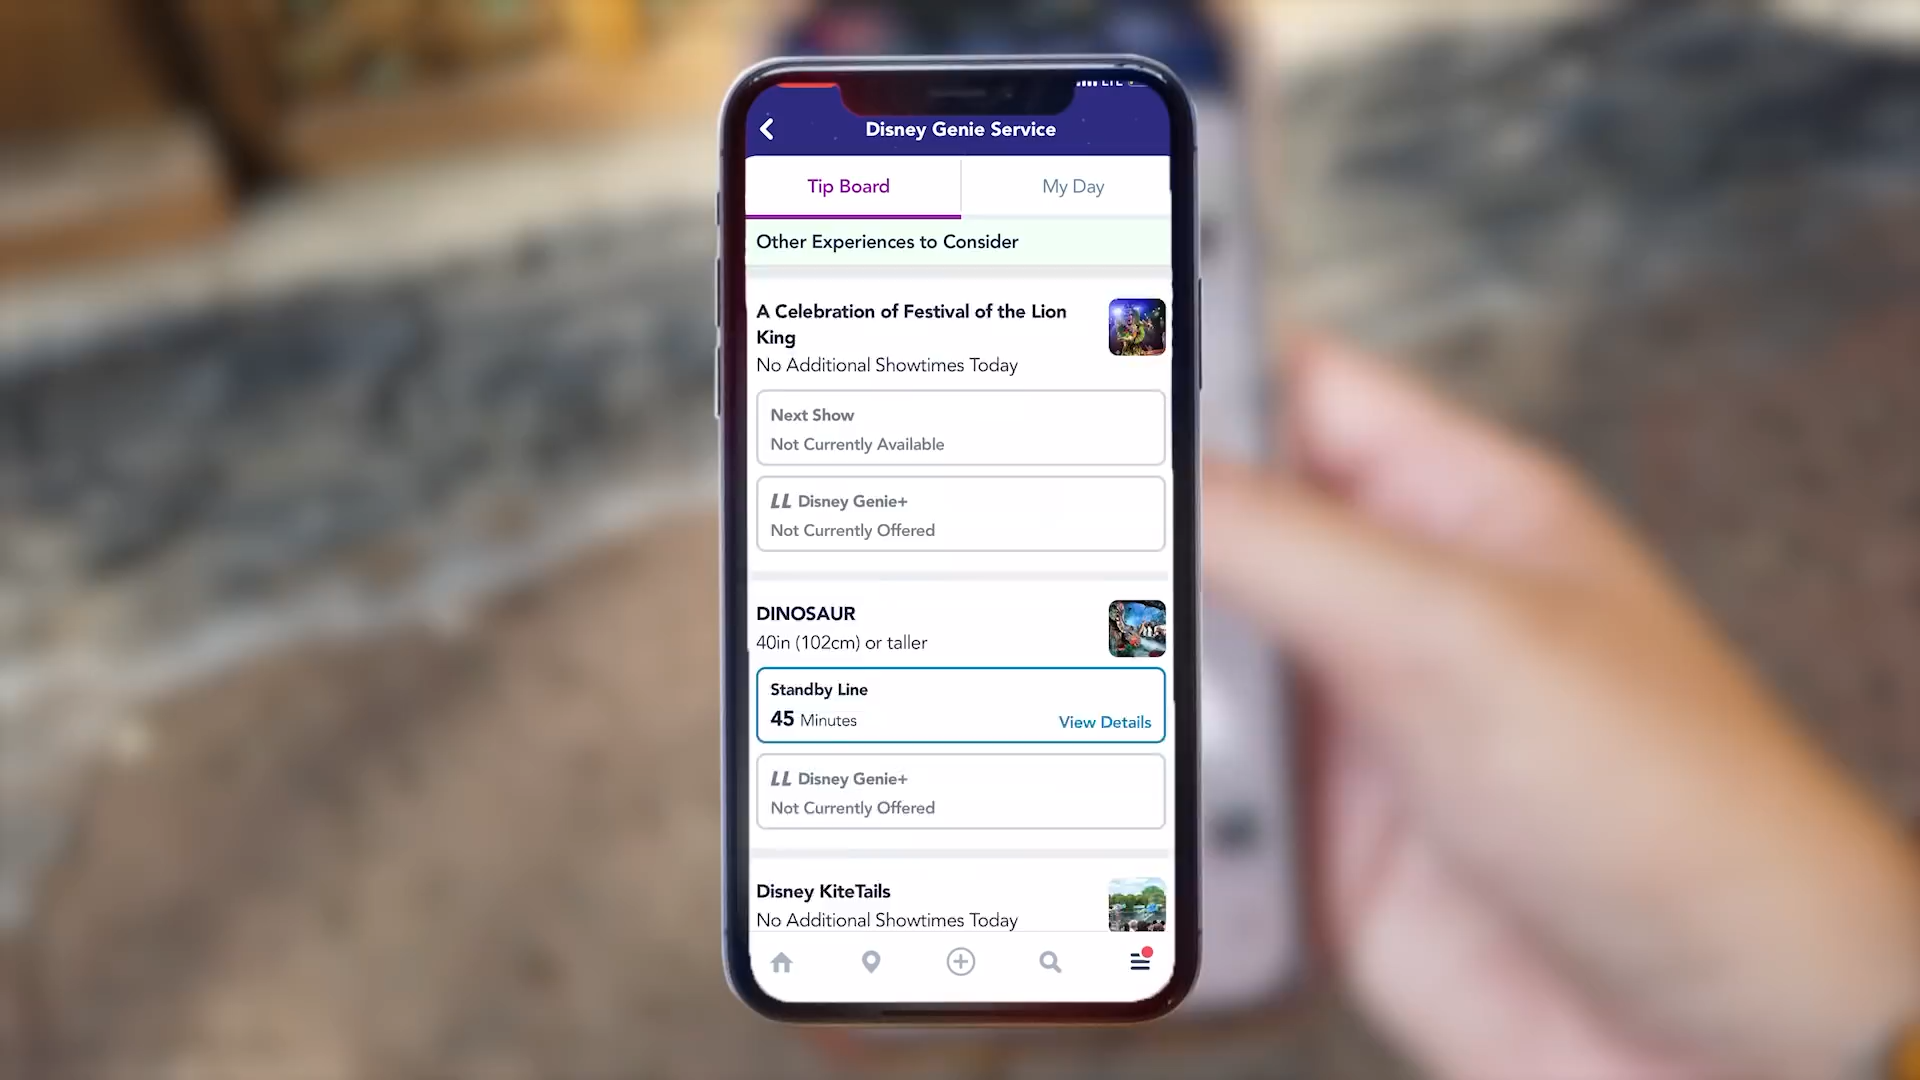 Disney Genie Service
Tip Board
My Day
Other Experiences to Consider
A Celebration of Festival of the Lion
King
No Additional Showtimes Today
Next Show
Not Currently Available
LL Disney Genie+
Not Currently Offered
DINOSAUR
40in (102cm) or taller
Standby Line
45 Minutes
View Details
LL Disney Genie+
Not Currently Offered
Disney KiteTails
No Additional Showtimes Today